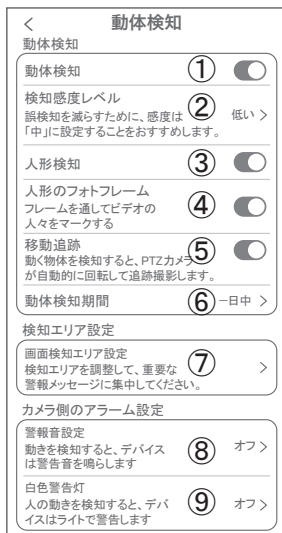 < 動体検知
動体検知
動体検知 ①
検知感度レベル
誤検知を減らすために、感度は ② 低い >
「中」に設定することをおすすめします。
人形検知 ③
人形のフォトフレーム
フレームを通してビデオの ④
人々をマークする
移動追跡 ⑤
動く物体を検知すると、PTZカメラ
が自動的に回転して追跡撮影します。
動体検知期間 ⑥ 一日中 >
検知エリア設定
画面検知エリア設定
検知エリアを調整して、重要な ⑦ >
警報メッセージに集中してください。
カメラ側のアラーム設定
警報音設定
動きを検知すると、デバイス ⑧ オフ >
は警告音を鳴らします
白色警告灯
人の動きを検知すると、デバ ⑨ オフ >
イスはライトで警告します